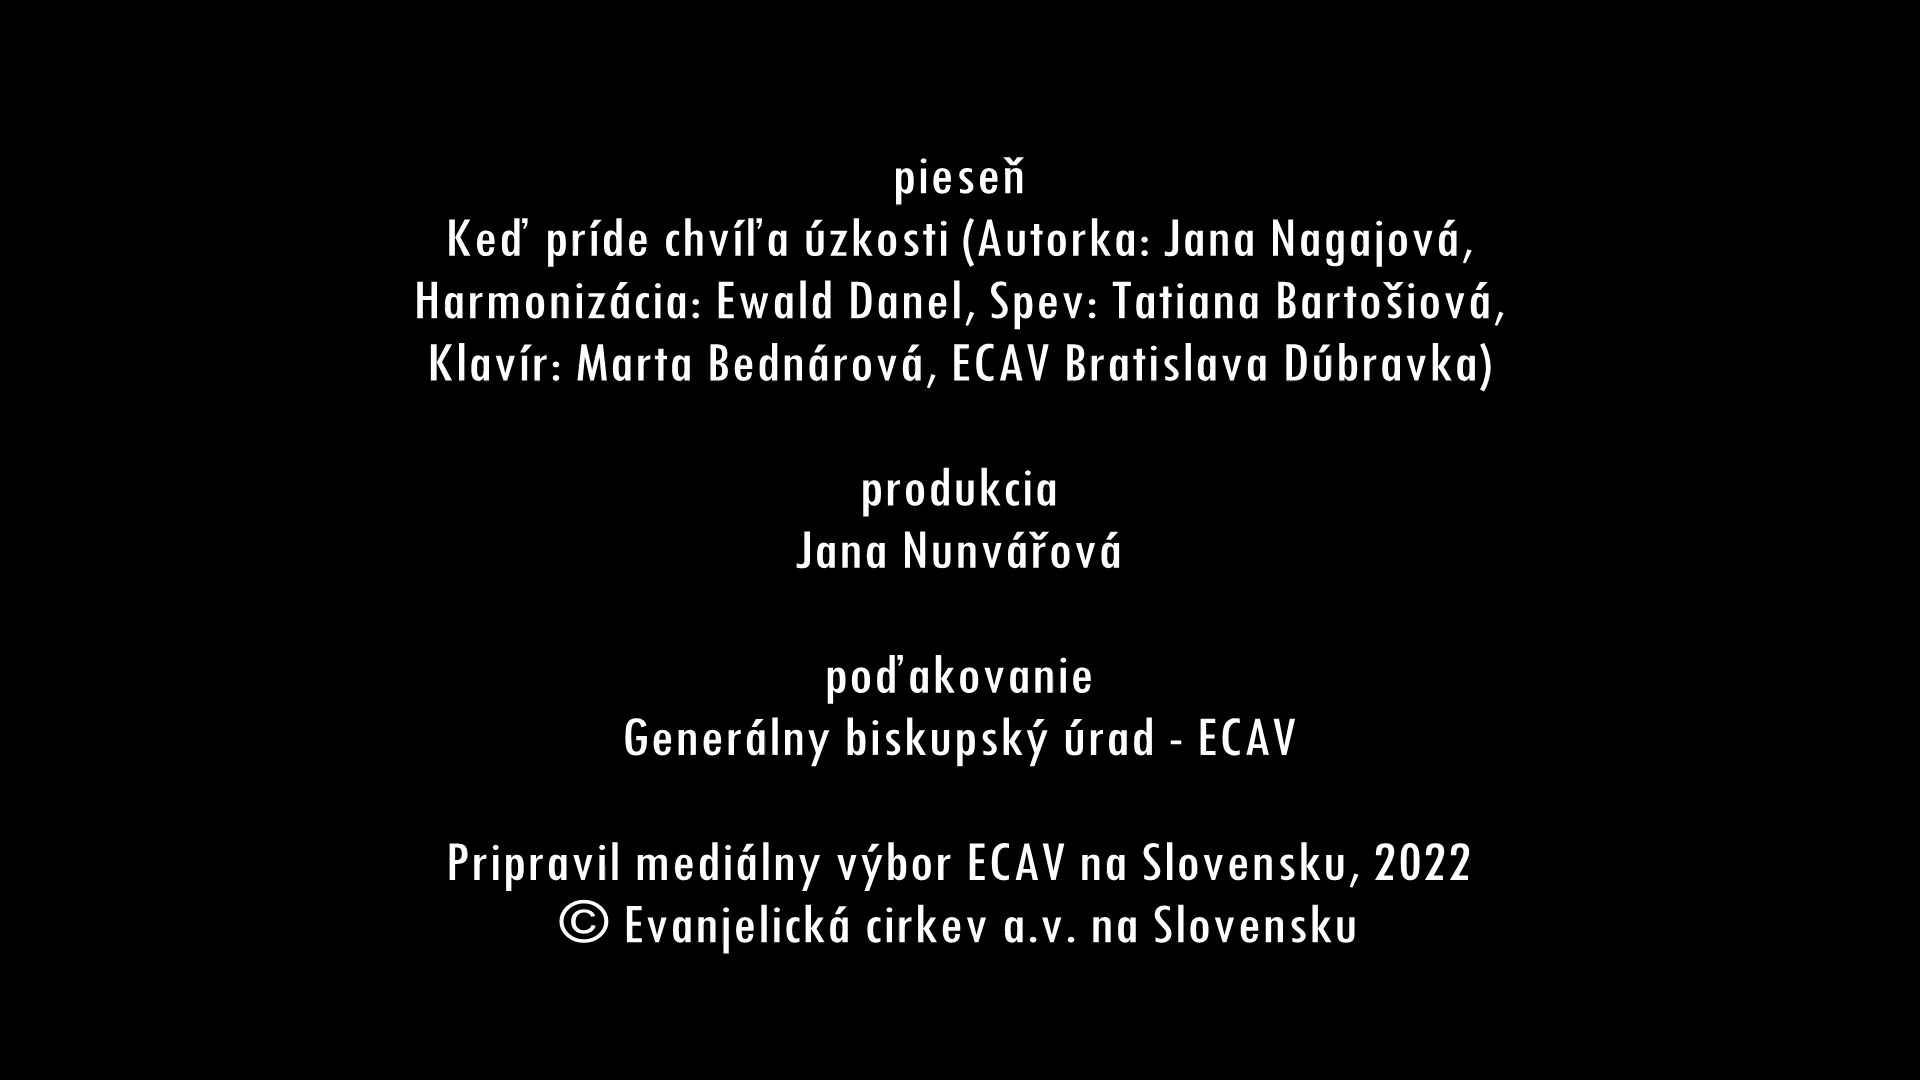 pieseň
Keď príde chvíľa úzkosti (Autorka: Jana Nagajová,
Harmonizácia: Ewald Danel, Spev: Tatiana Bartošiová,
Klavír: Marta Bednárová, ECAV Bratislava Dúbravka)
produkcia
Jana Nunvářová
poďakovanie
Generálny biskupský úrad - ECAV
Pripravil mediálny výbor ECAV na Slovensku, 2022
© Evanjelická cirkev a.v. na Slovensku